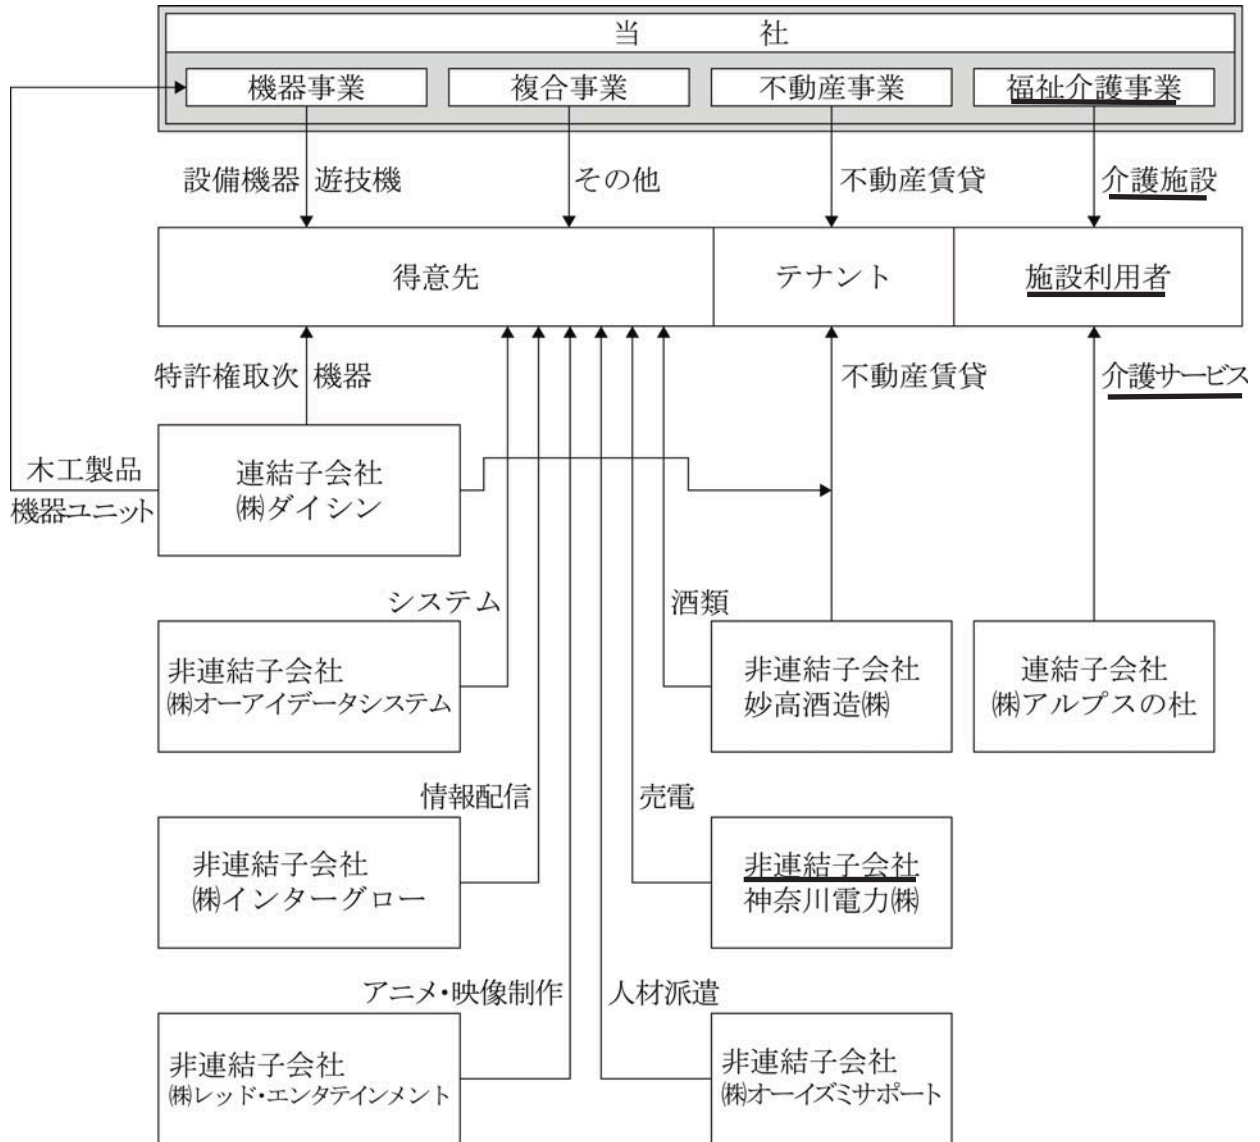 当　　　社
機器事業
複合事業
不動産事業
福祉介護事業
設備機器
遊技機
その他
不動産賃貸
介護施設
得意先
テナント
施設利用者
特許権取次
機器
不動産賃貸
介護サービス
木工製品
機器ユニット
連結子会社
㈱ダイシン
システム
酒類
非連結子会社
㈱オーアイデータシステム
非連結子会社
妙高酒造㈱
連結子会社
㈱アルプスの杜
情報配信
売電
非連結子会社
㈱インターグロー
非連結子会社
神奈川電力㈱
アニメ・映像制作
人材派遣
非連結子会社
㈱レッド・エンタテインメント
非連結子会社
㈱オーイズミサポート